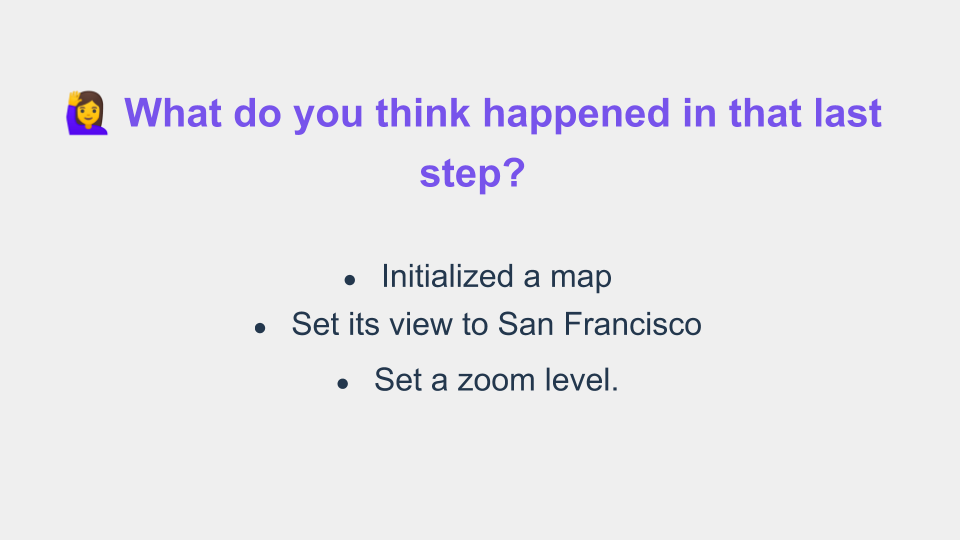 🙋‍♀️ What do you think happened in that last
step?
● Initialized a map
● Set its view to San Francisco
● Set a zoom level.